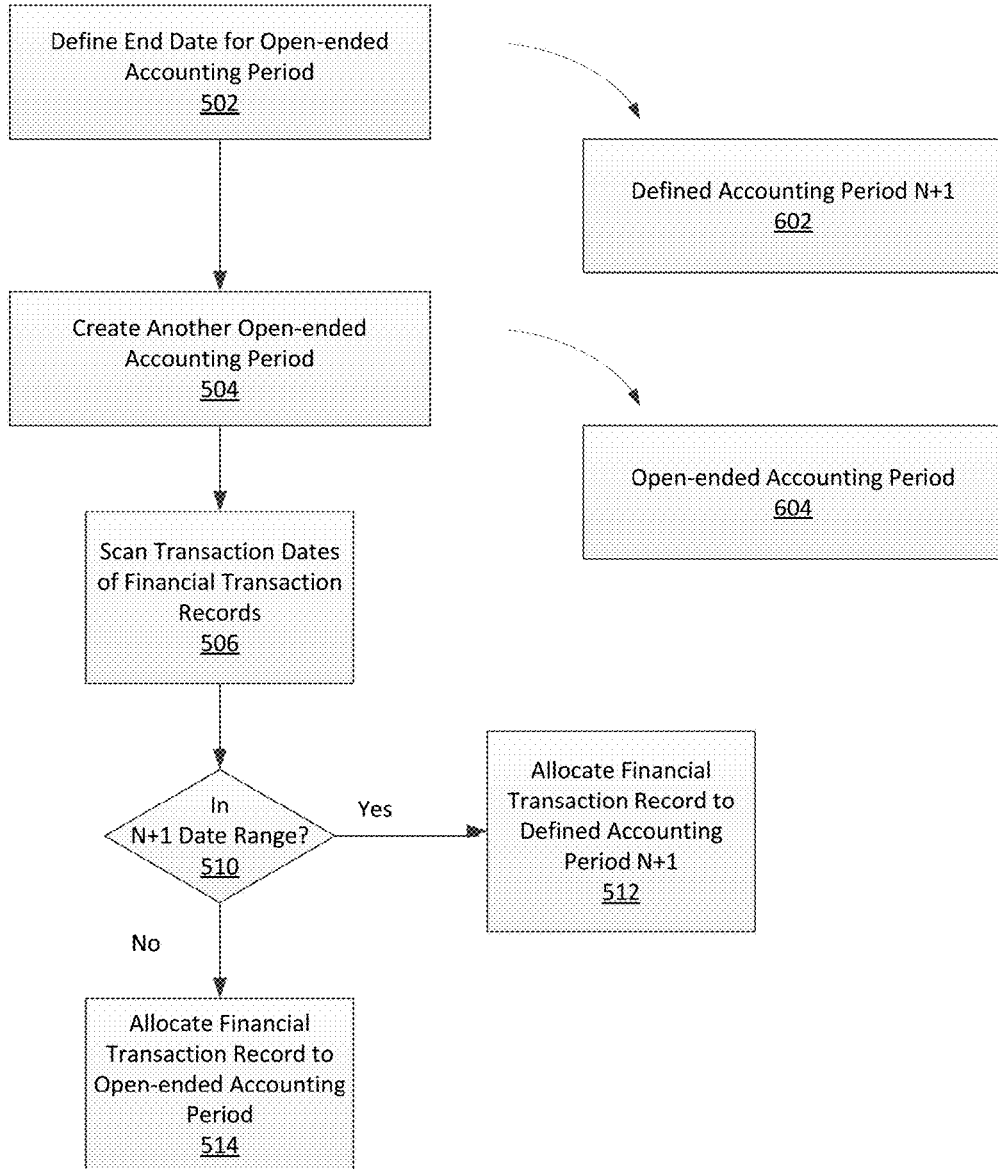 Define End Date for Open-ended
Accounting Period
502
Defined Accounting Period N+1
602
Create Another Open-ended
Accounting Period
504
Open-ended Accounting Period
604
Scan Transaction Dates
of Financial Transaction
Records
506
In
N+1 Date Range?
510
Yes
Allocate Financial
Transaction Record to
Defined Accounting
Period N+1
512
No
Allocate Financial
Transaction Record to
Open-ended Accounting
Period
514